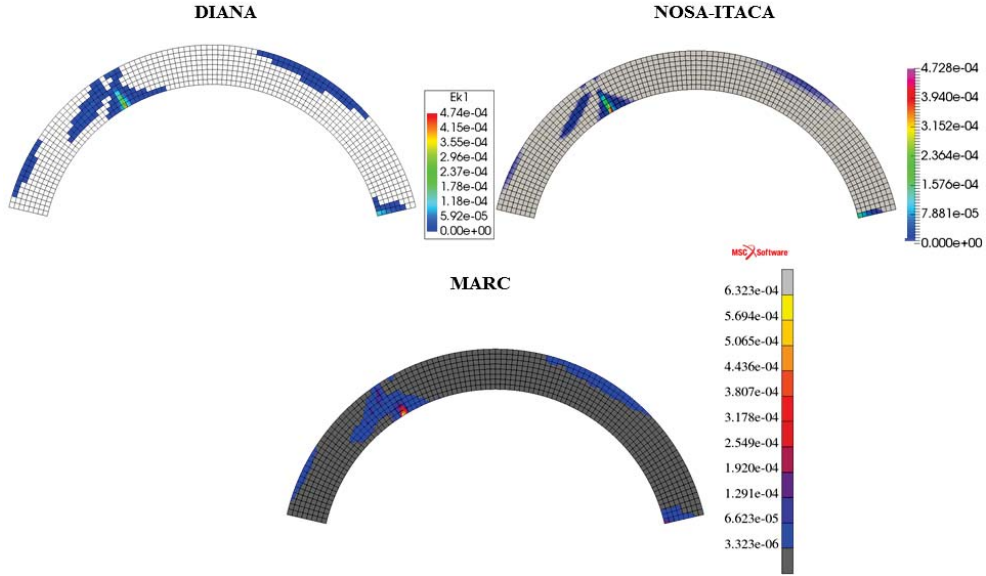 DIANA
NOSA-ITACA
Ek1
4.74e-04
4.15e-04
3.55e-04
2.96e-04
2.37e-04
1.78e-04
1.18e-04
5.92e-05
0.00e+00
4.728e-04
3.940e-04
3.152e-04
2.364e-04
1.576e-04
7.881e-05
0.000e+00
MARC
MSC Software
6.323e-04
5.694e-04
5.065e-04
4.436e-04
3.807e-04
3.178e-04
2.549e-04
1.920e-04
1.291e-04
6.623e-05
3.323e-06